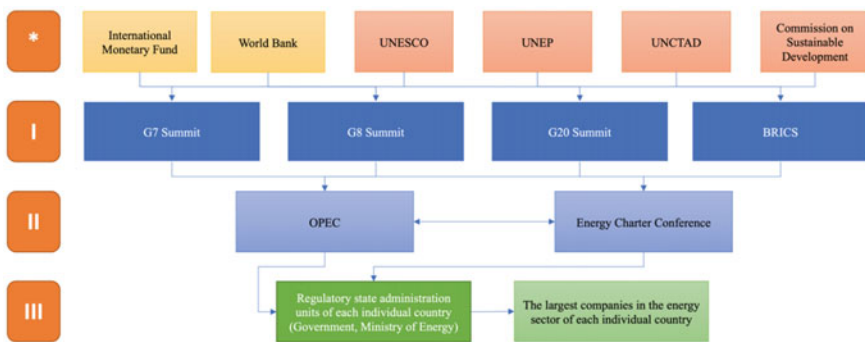 *
International
Monetary Fund
World Bank
UNESCO
UNEP
UNCTAD
Commission on
Sustainable
Development
I
G7 Summit
G8 Summit
G20 Summit
BRICS
II
OPEC
Energy Charter Conference
III
Regulatory state administration
units of each individual country
(Government, Ministry of Energy)
The largest companies in the energy
sector of each individual country